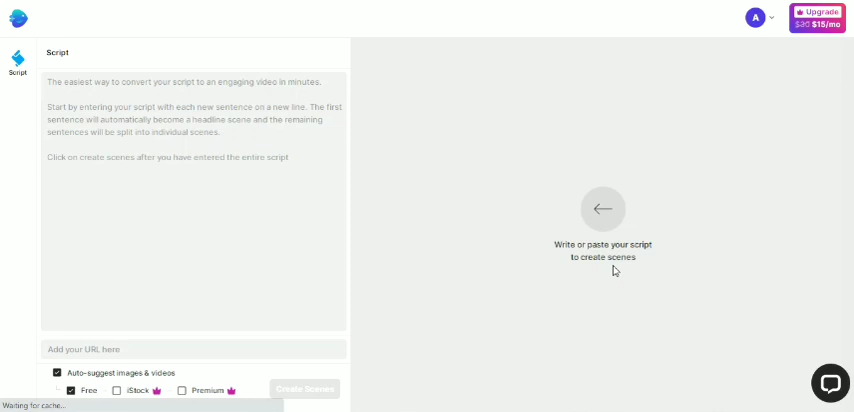 A
Upgrade
$30 $15/mo
Script
Script
The easiest way to convert your script to an engaging video in minutes.
Start by entering your script with each new sentence on a new line. The first
sentence will automatically become a headline scene and the remaining
sentences will be split into individual scenes.
Click on create scenes after you have entered the entire script
Write or paste your script
to create scenes
Add your URL here
Auto-suggest images & videos
Free iStock Premium
Create Scenes
Waiting for cache...